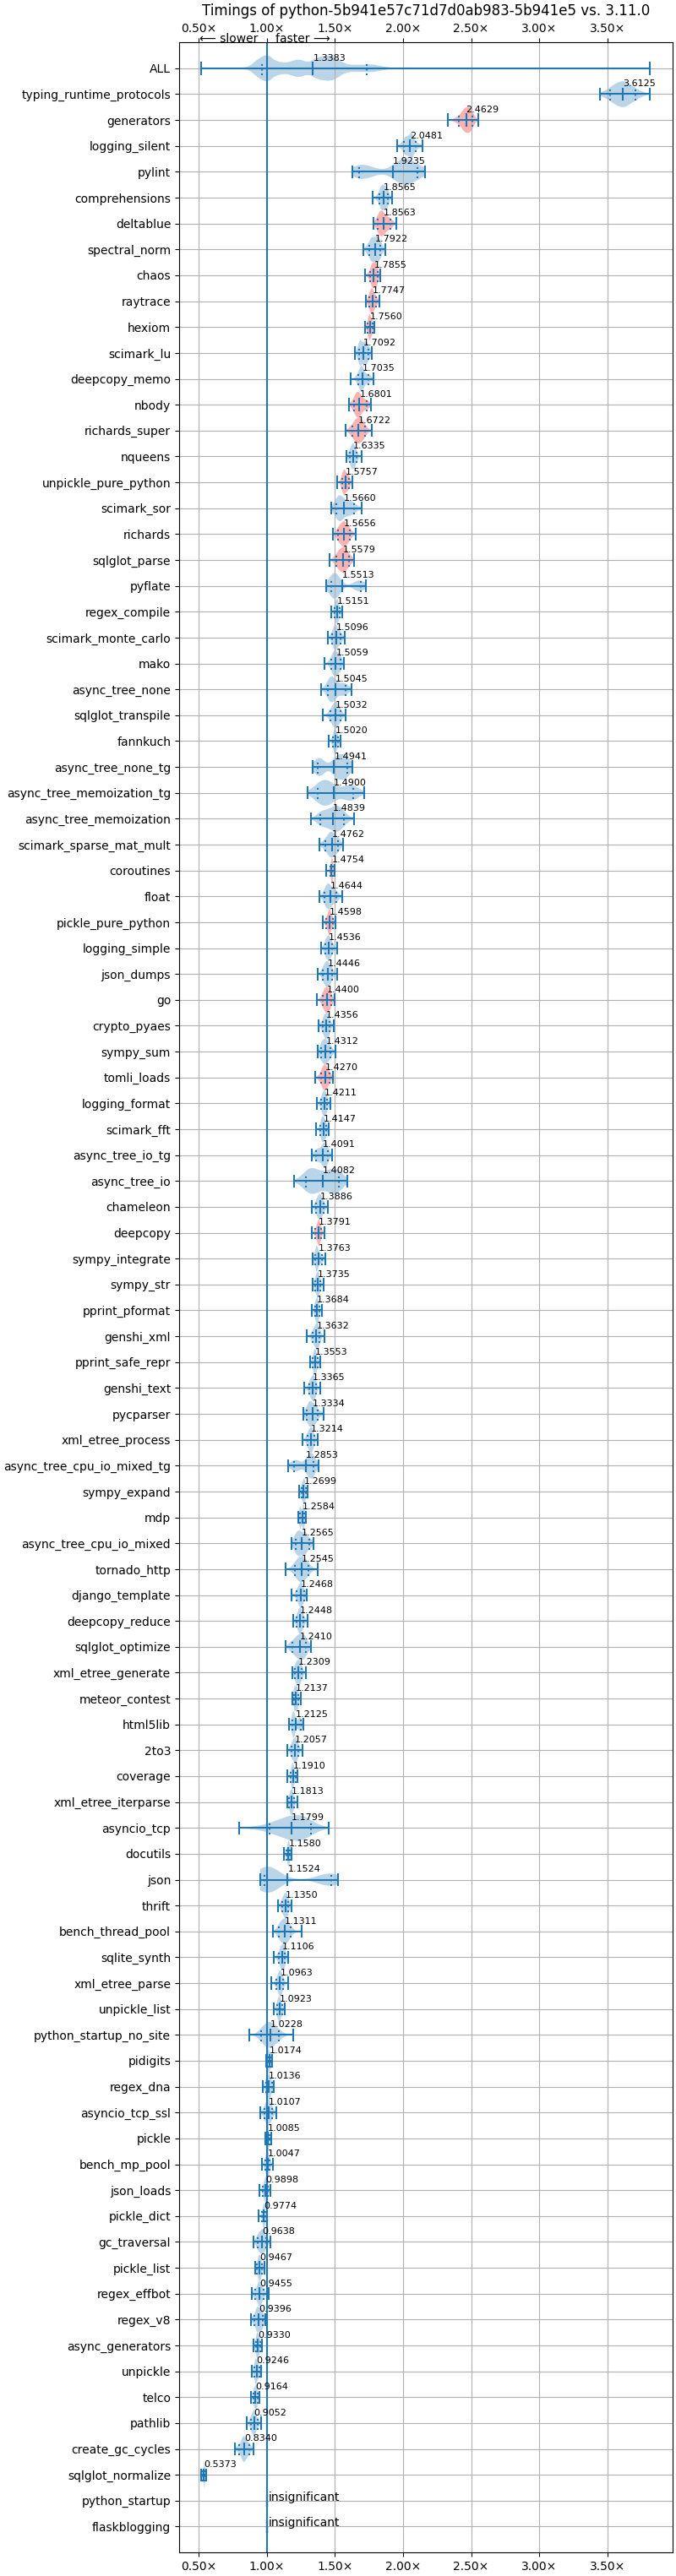 Timings of python-5b941e57c71d7d0ab983-5b941e5 vs. 3.11.0
0.50× 1.00× 1.50× 2.00× 2.50× 3.00× 3.50×
← slower faster →
ALL 1.3383
typing_runtime_protocols 3.6125
generators 2.4629
logging_silent 2.0481
pylint 1.9235
comprehensions 1.8565
deltablue 1.8563
spectral_norm 1.7922
chaos 1.7855
raytrace 1.7747
hexiom 1.7560
scimark_lu 1.7092
deepcopy_memo 1.7035
nbody 1.6801
richards_super 1.6722
nqueens 1.6335
unpickle_pure_python 1.5757
scimark_sor 1.5660
richards 1.5656
sqlglot_parse 1.5579
pyflate 1.5513
regex_compile 1.5151
scimark_monte_carlo 1.5096
mako 1.5059
async_tree_none 1.5045
sqlglot_transpile 1.5032
fannkuch 1.5020
async_tree_none_tg 1.4941
async_tree_memoization_tg 1.4900
async_tree_memoization 1.4839
scimark_sparse_mat_mult 1.4762
coroutines 1.4754
float 1.4644
pickle_pure_python 1.4598
logging_simple 1.4536
json_dumps 1.4446
go 1.4400
crypto_pyaes 1.4356
sympy_sum 1.4312
tomli_loads 1.4270
logging_format 1.4211
scimark_fft 1.4147
async_tree_io_tg 1.4091
async_tree_io 1.4082
chameleon 1.3886
deepcopy 1.3791
sympy_integrate 1.3763
sympy_str 1.3735
pprint_pformat 1.3684
genshi_xml 1.3632
pprint_safe_repr 1.3553
genshi_text 1.3365
pycparser 1.3334
xml_etree_process 1.3214
async_tree_cpu_io_mixed_tg 1.2853
sympy_expand 1.2699
mdp 1.2584
async_tree_cpu_io_mixed 1.2565
tornado_http 1.2545
django_template 1.2468
deepcopy_reduce 1.2448
sqlglot_optimize 1.2410
xml_etree_generate 1.2309
meteor_contest 1.2137
html5lib 1.2125
2to3 1.2057
coverage 1.1910
xml_etree_iterparse 1.1813
asyncio_tcp 1.1799
docutils 1.1580
json 1.1524
thrift 1.1350
bench_thread_pool 1.1311
sqlite_synth 1.1106
xml_etree_parse 1.0963
unpickle_list 1.0923
python_startup_no_site 1.0228
pidigits 1.0174
regex_dna 1.0136
asyncio_tcp_ssl 1.0107
pickle 1.0085
bench_mp_pool 1.0047
json_loads 0.9898
pickle_dict 0.9774
gc_traversal 0.9638
pickle_list 0.9467
regex_effbot 0.9455
regex_v8 0.9396
async_generators 0.9330
unpickle 0.9246
telco 0.9164
pathlib 0.9052
create_gc_cycles 0.8340
sqlglot_normalize 0.5373
python_startup insignificant
flaskblogging insignificant
0.50× 1.00× 1.50× 2.00× 2.50× 3.00× 3.50×